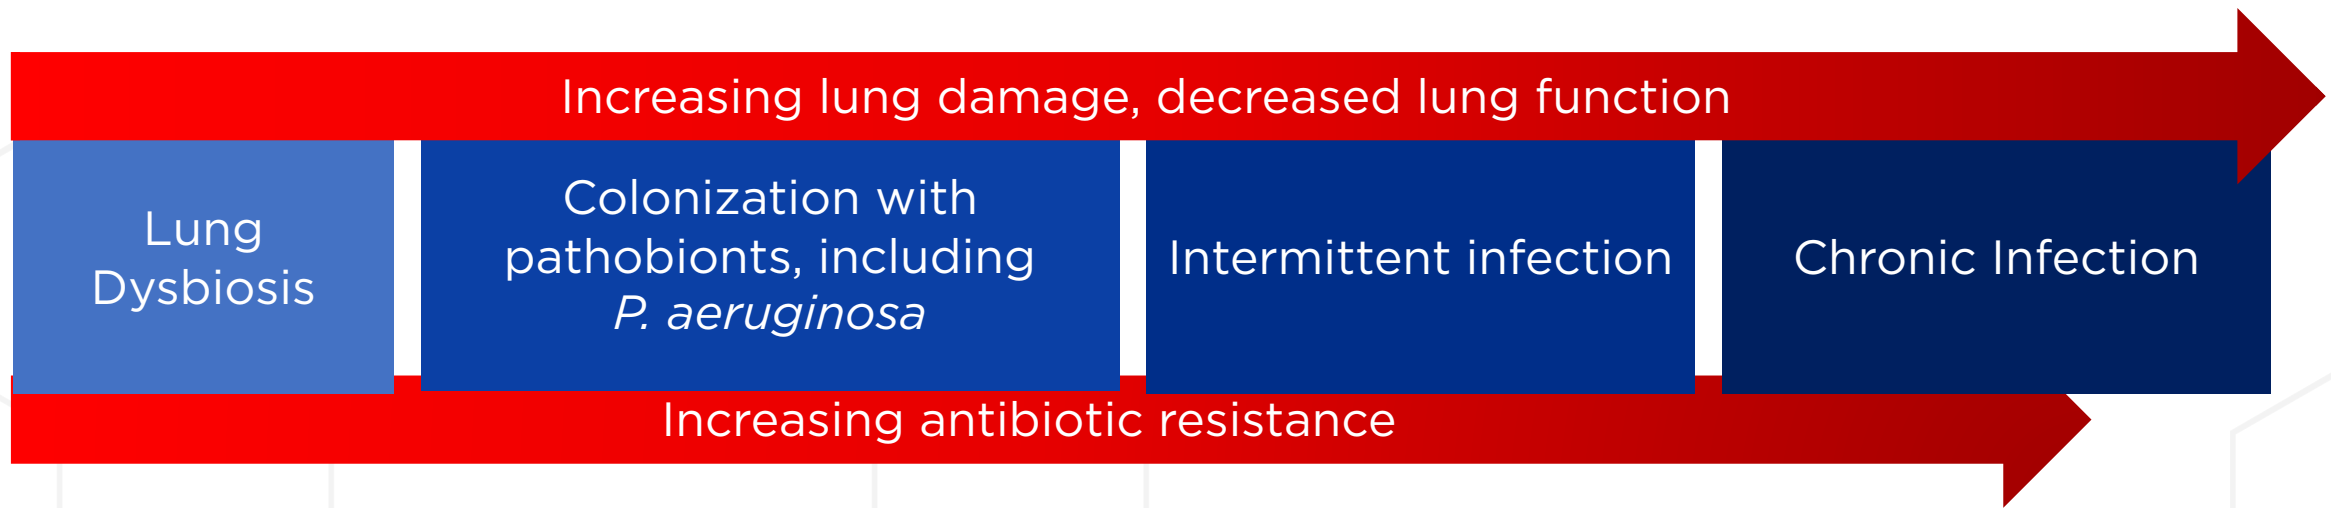 Increasing lung damage, decreased lung function
Lung
Dysbiosis
Colonization with
pathobionts, including
P. aeruginosa
Intermittent infection
Chronic Infection
Increasing antibiotic resistance